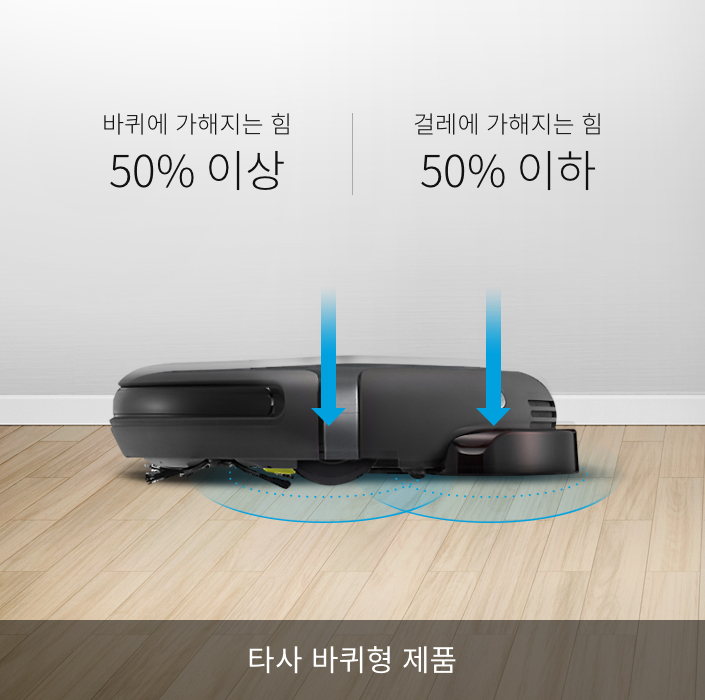 바퀴에 가해지는 힘
50% 이상
걸레에 가해지는 힘
50% 이하
타사 바퀴형 제품